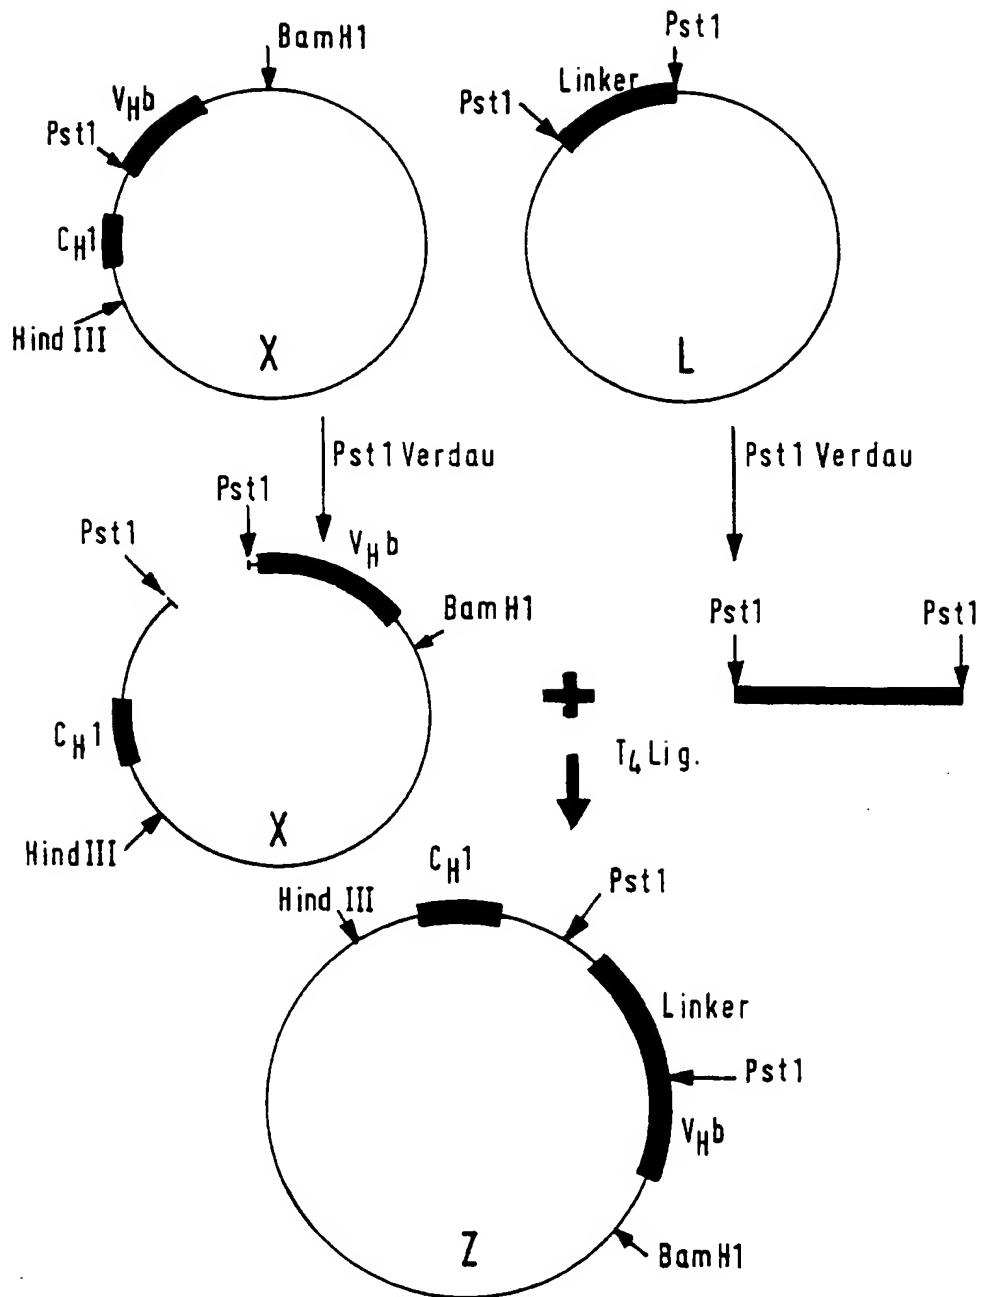 BamH1
VHb
Pst1
CH1
Hind III
X
Pst1
Linker
Pst1
L
Pst1 Verdau
Pst1 Verdau
Pst1
Pst1
VHb
BamH1
CH1
Hind III
X
Pst1
Pst1
T4 Lig.
CH1
Hind III
Pst1
Linker
Pst1
VHb
BamH1
Z